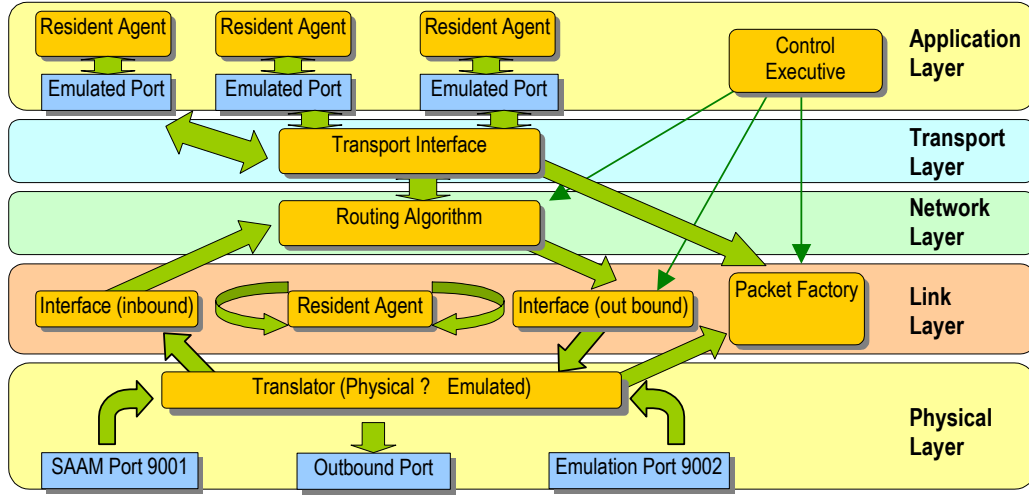 Resident Agent
Resident Agent
Resident Agent
Control
Executive
Application
Layer
Emulated Port
Emulated Port
Emulated Port
Transport Interface
Transport
Layer
Routing Algorithm
Network
Layer
Interface (inbound)
Resident Agent
Interface (out bound)
Packet Factory
Link
Layer
Translator (Physical ? Emulated)
Physical
Layer
SAAM Port 9001
Outbound Port
Emulation Port 9002